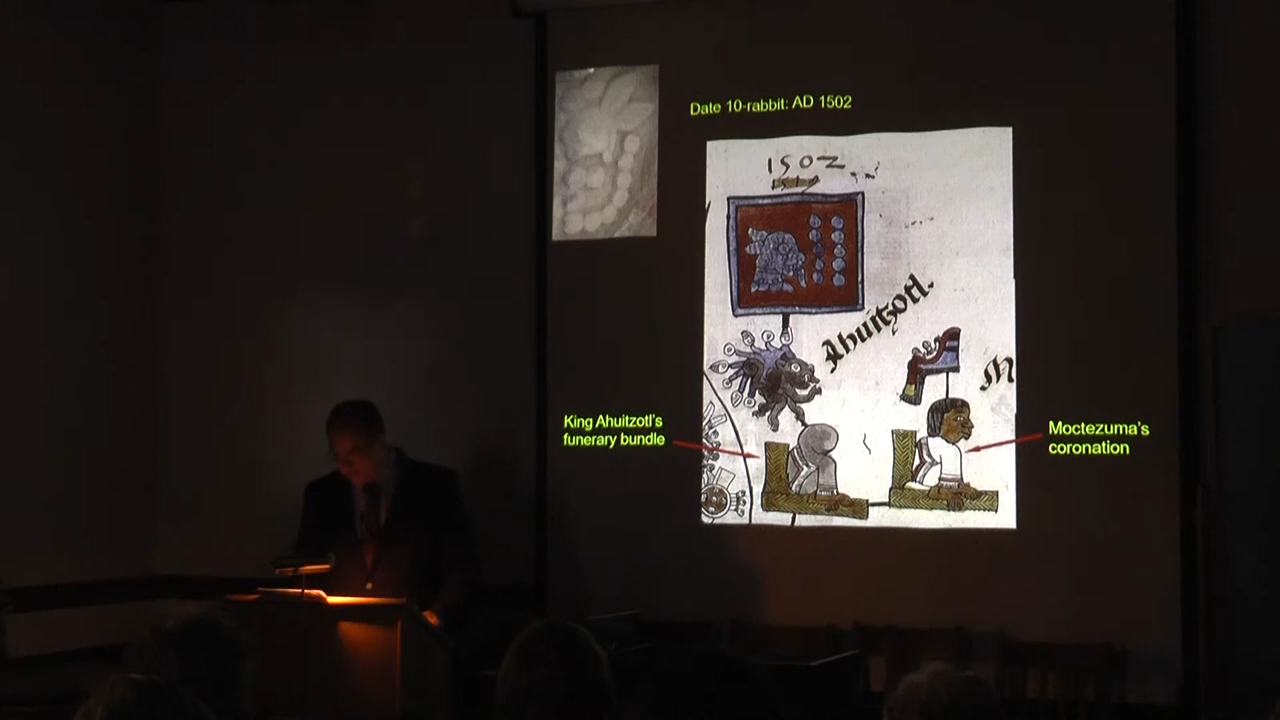 Date 10-rabbit: AD 1502
1502
Ahuitzotl.
King Ahuitzotl's
funerary bundle
Moctezuma's
coronation